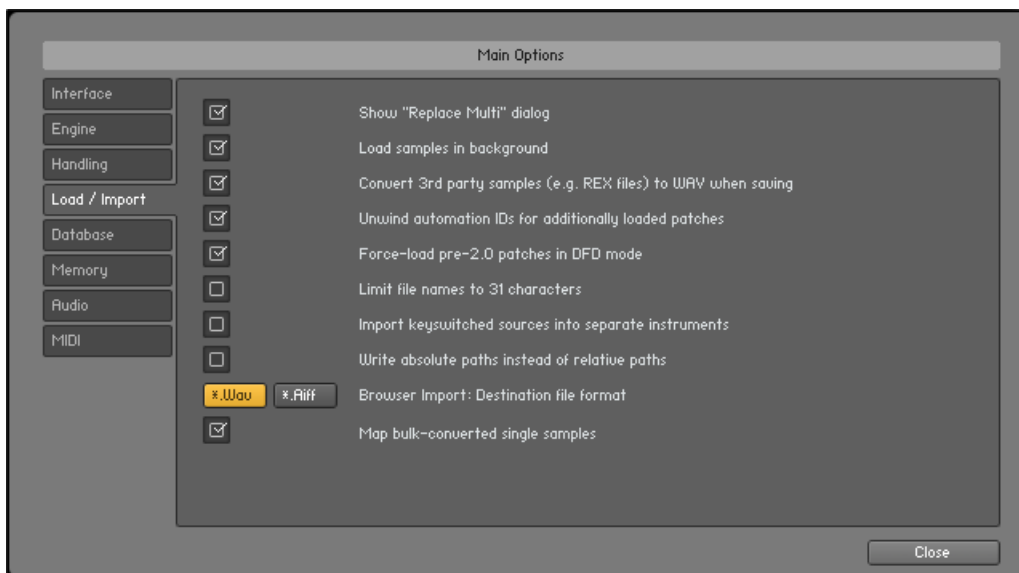 Main Options
Interface
Engine
Handling
Load / Import
Database
Memory
Audio
MIDI
Show "Replace Multi" dialog
Load samples in background
Convert 3rd party samples (e.g. REX files) to WAV when saving
Unwind automation IDs for additionally loaded patches
Force-load pre-2.0 patches in DFD mode
Limit file names to 31 characters
Import keyswitched sources into separate instruments
Write absolute paths instead of relative paths
*.Wav *.Aiff Browser Import: Destination file format
Map bulk-converted single samples
Close